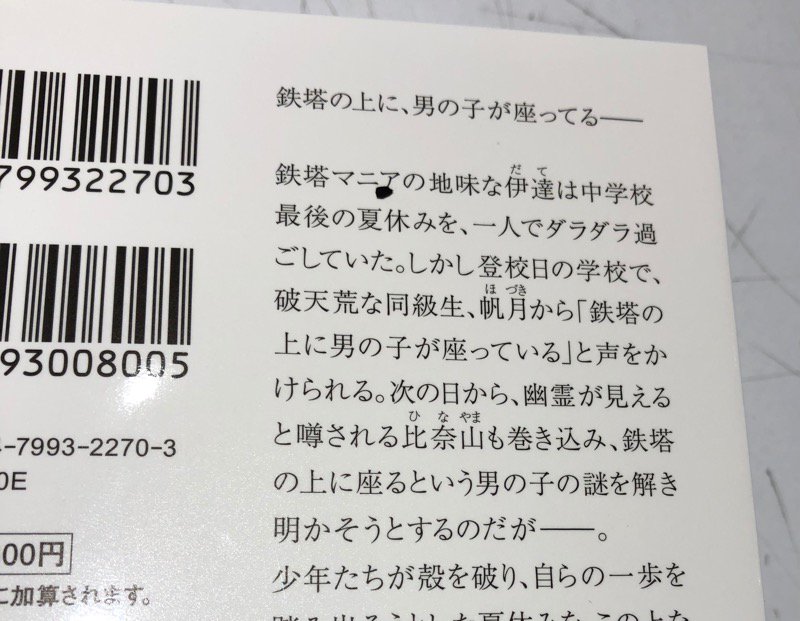 799322703
93008005
4-7993-2270-3
0E
00円
に加算されます。
鉄塔の上に、男の子が座ってる――
鉄塔マニアの地味な伊達は中学校
最後の夏休みを、一人でダラダラ過
ごしていた。しかし登校日の学校で、
破天荒な同級生、帆月から「鉄塔の
上に男の子が座っている」と声をか
けられる。次の日から、幽霊が見える
と噂される比奈山も巻き込み、鉄塔
の上に座るという男の子の謎を解き
明かそうとするのだが――。
少年たちが殻を破り、自らの一歩を